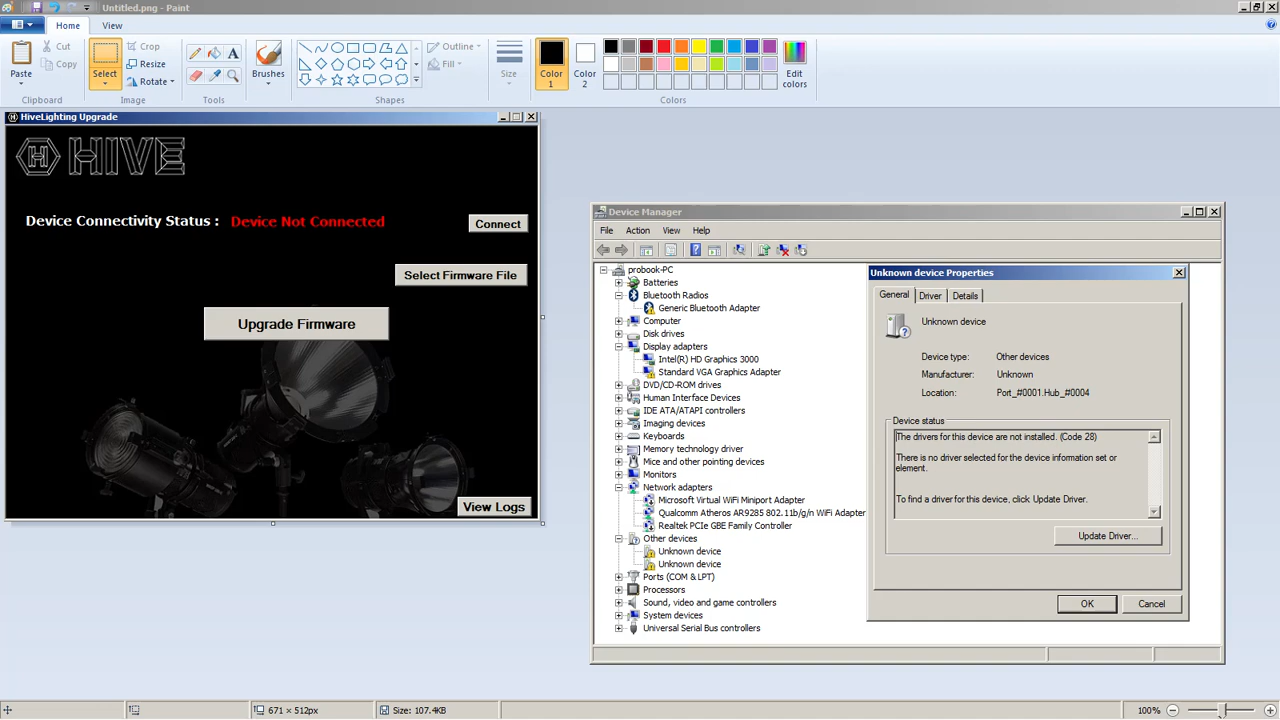 Untitled.png - Paint
Home
View
Paste
Cut
Copy
Clipboard
Select
Crop
Resize
Rotate
Image
A
Tools
Brushes
Outline
Fill
Shapes
Size
Color 1
Color 2
Edit colors
Colors
HiveLighting Upgrade
HIVE
Device Connectivity Status :
Device Not Connected
Connect
Select Firmware File
Upgrade Firmware
View Logs
Device Manager
File Action View Help
probook-PC
Batteries
Bluetooth Radios
Generic Bluetooth Adapter
Computer
Disk drives
Display adapters
Intel(R) HD Graphics 3000
Standard VGA Graphics Adapter
DVD/CD-ROM drives
Human Interface Devices
IDE ATA/ATAPI controllers
Imaging devices
Keyboards
Memory technology driver
Mice and other pointing devices
Monitors
Network adapters
Microsoft Virtual WiFi Miniport Adapter
Qualcomm Atheros AR9285 802.11b/g/n WiFi Adapter
Realtek PCIe GBE Family Controller
Other devices
Unknown device
Unknown device
Ports (COM & LPT)
Processors
Sound, video and game controllers
System devices
Universal Serial Bus controllers
Unknown device Properties
General Driver Details
Unknown device
Device type: Other devices
Manufacturer: Unknown
Location: Port_#0001.Hub_#0004
Device status
The drivers for this device are not installed. (Code 28)
There is no driver selected for the device information set or
element.
To find a driver for this device, click Update Driver.
Update Driver...
OK
Cancel
671 × 512px
Size: 107.4KB
100%